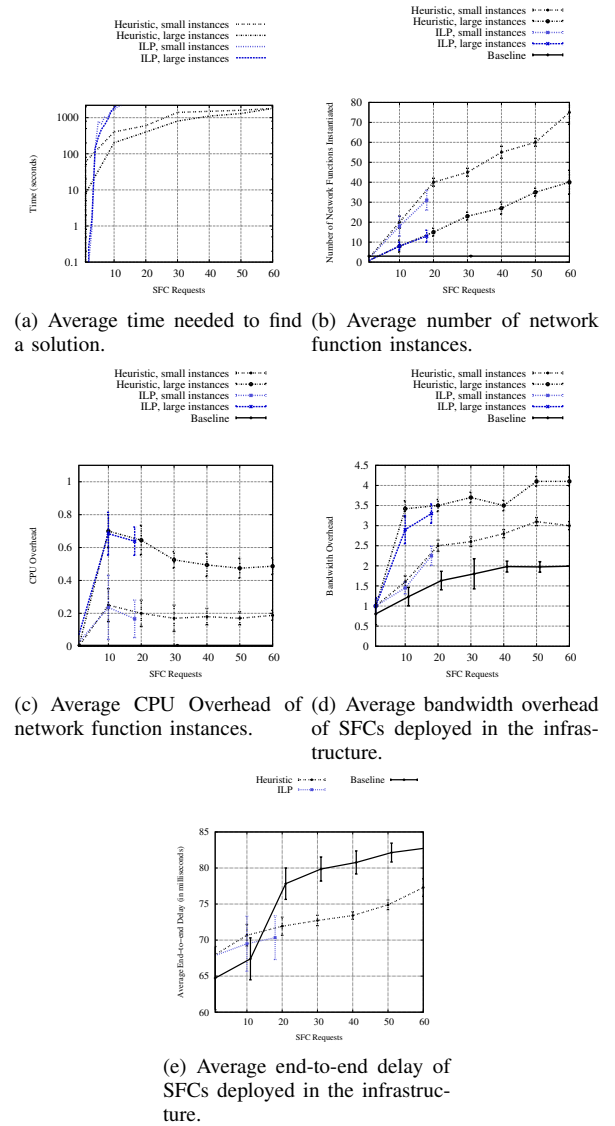 Heuristic, small instances
Heuristic, large instances
ILP, small instances
ILP, large instances
1000
100
10
1
0.1
Time (seconds)
10 20 30 40 50 60
SFC Requests
(a) Average time needed to find
a solution.
Heuristic, small instances
Heuristic, large instances
ILP, small instances
ILP, large instances
Baseline
80
70
60
50
40
30
20
10
0
Number of Network Functions Instantiated
10 20 30 40 50 60
SFC Requests
(b) Average number of network
function instances.
Heuristic, small instances
Heuristic, large instances
ILP, small instances
ILP, large instances
Baseline
1
0.8
0.6
0.4
0.2
0
CPU Overhead
10 20 30 40 50 60
SFC Requests
(c) Average CPU Overhead of
network function instances.
Heuristic, small instances
Heuristic, large instances
ILP, small instances
ILP, large instances
Baseline
4.5
4
3.5
3
2.5
2
1.5
1
0.5
0
Bandwidth Overhead
10 20 30 40 50 60
SFC Requests
(d) Average bandwidth overhead
of SFCs deployed in the infras-
tructure.
Heuristic
ILP
Baseline
85
80
75
70
65
60
Average End-to-end Delay (in milliseconds)
10 20 30 40 50 60
SFC Requests
(e) Average end-to-end delay of
SFCs deployed in the infrastruc-
ture.